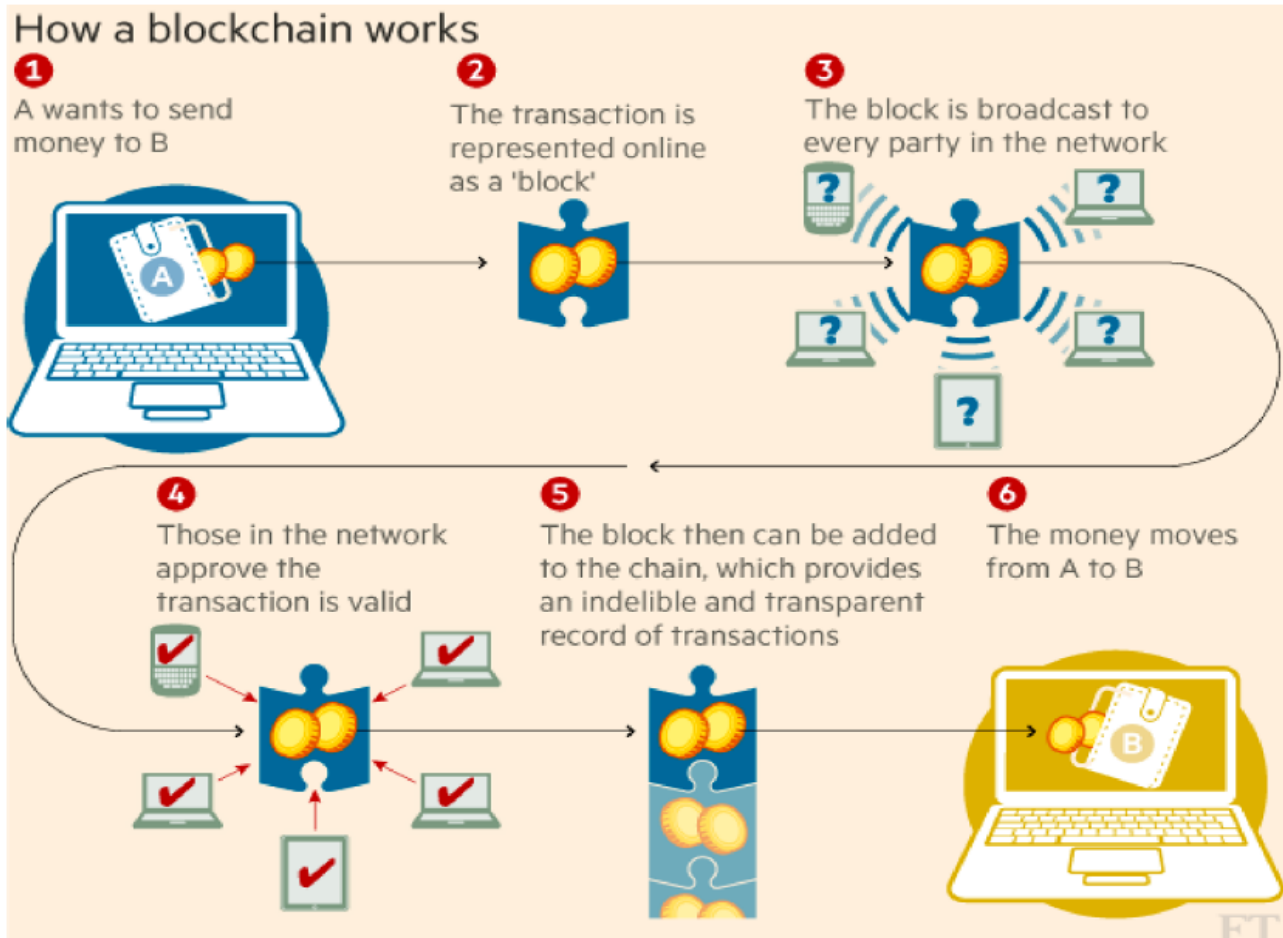 How a blockchain works
1
A wants to send
money to B
2
The transaction is
represented online
as a 'block'
3
The block is broadcast to
every party in the network
A
?
?
?
?
?
4
Those in the network
approve the
transaction is valid
5
The block then can be added
to the chain, which provides
an indelible and transparent
record of transactions
6
The money moves
from A to B
B
FT